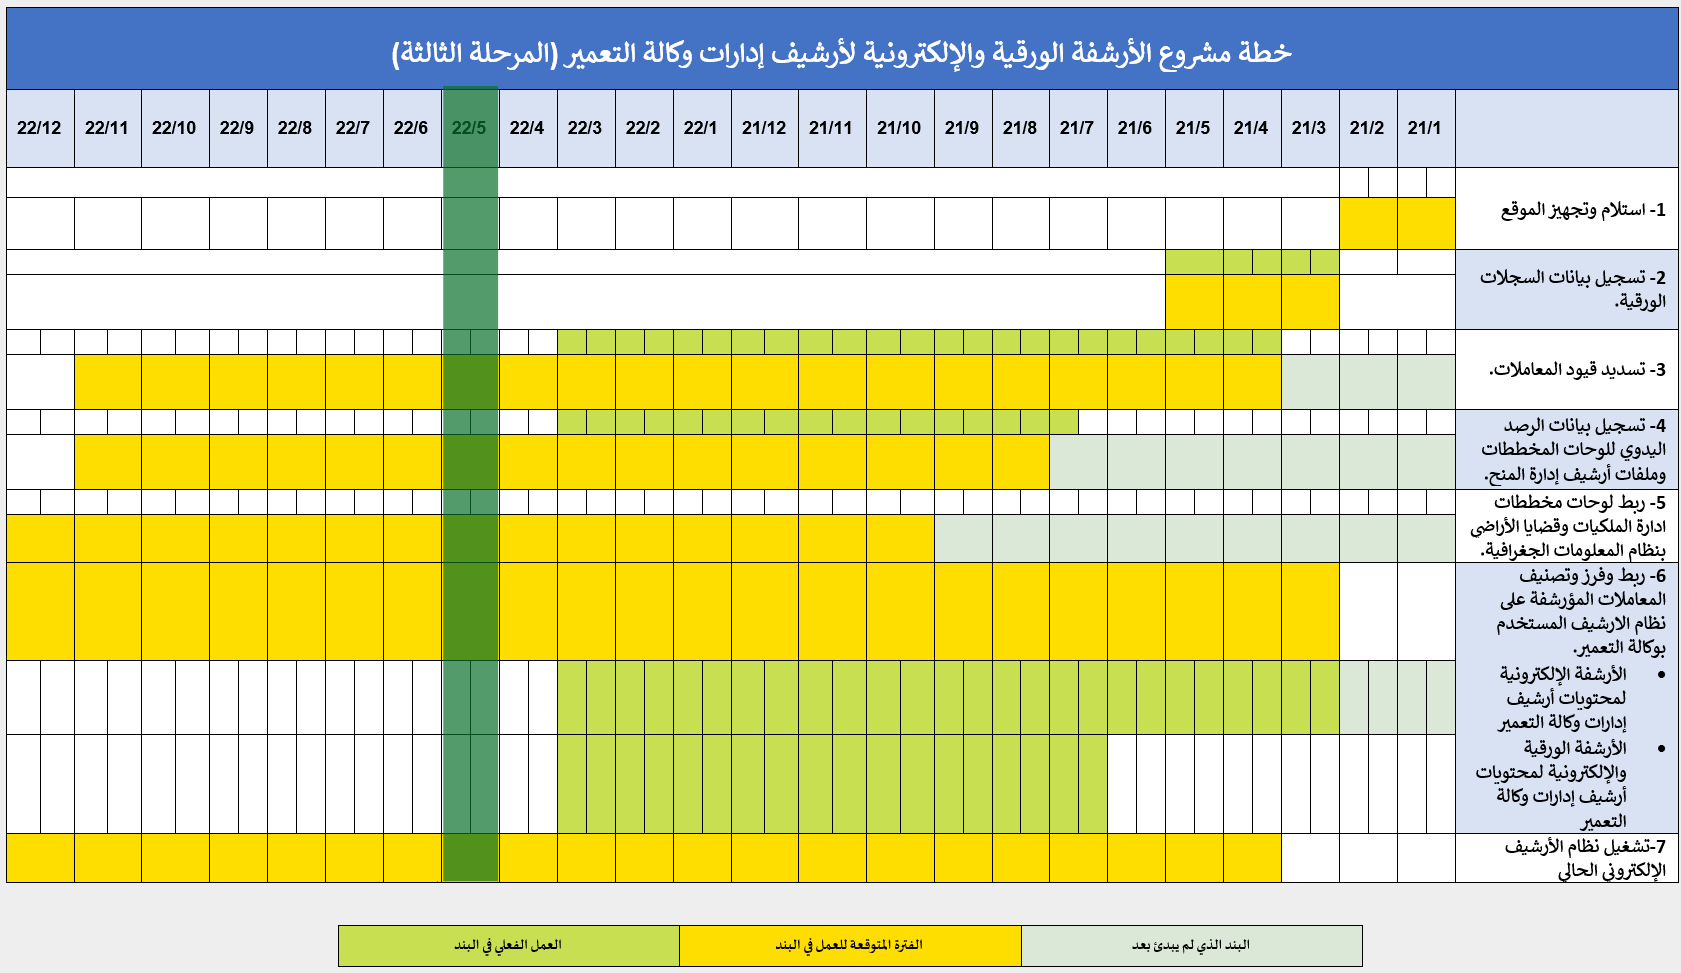 خطة مشروع الأرشفة الورقية والإلكترونية لأرشيف إدارات وكالة التعمير (المرحلة الثالثة)
21/1 21/2 21/3 21/4 21/5 21/6 21/7 21/8 21/9 21/10 21/11 21/12 22/1 22/2 22/3 22/4 22/5 22/6 22/7 22/8 22/9 22/10 22/11 22/12
1- استلام وتجهيز الموقع
2- تسجيل بيانات السجلات
الورقية.
3- تسديد قيود المعاملات.
4- تسجيل بيانات الرصد
اليدوي للوحات المخططات
وملفات أرشيف إدارة المنح.
5- ربط لوحات مخططات
ادارة الملكيات وقضايا الأراضي
بنظام المعلومات الجغرافية.
6- ربط وفرز وتصنيف
المعاملات المؤرشفة على
نظام الارشيف المستخدم
بوكالة التعمير.
• الأرشفة الإلكترونية
لمحتويات أرشيف
إدارات وكالة التعمير
• الأرشفة الورقية
والإلكترونية لمحتويات
أرشيف إدارات وكالة
التعمير
7-تشغيل نظام الأرشيف
الإلكتروني الحالي
البند الذي لم يبدئ بعد
الفترة المتوقعة للعمل في البند
العمل الفعلي في البند